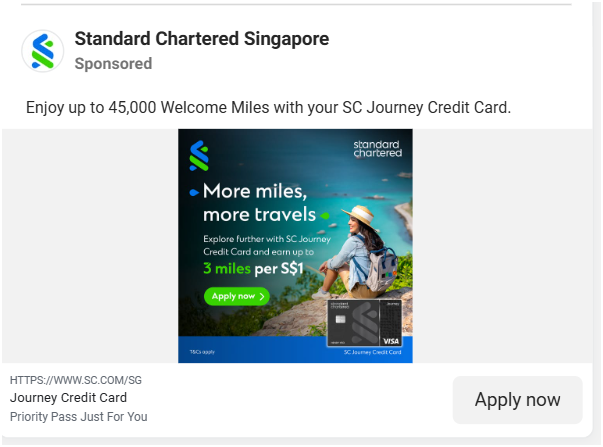 Standard Chartered Singapore
Sponsored
Enjoy up to 45,000 Welcome Miles with your SC Journey Credit Card.
standard
chartered
More miles,
more travels
Explore further with SC Journey
Credit Card and earn up to
3 miles per S$1
Apply now
standard
chartered
Journey
VISA
T&Cs apply
SC Journey Credit Card
HTTPS://WWW.SC.COM/SG
Journey Credit Card
Priority Pass Just For You
Apply now